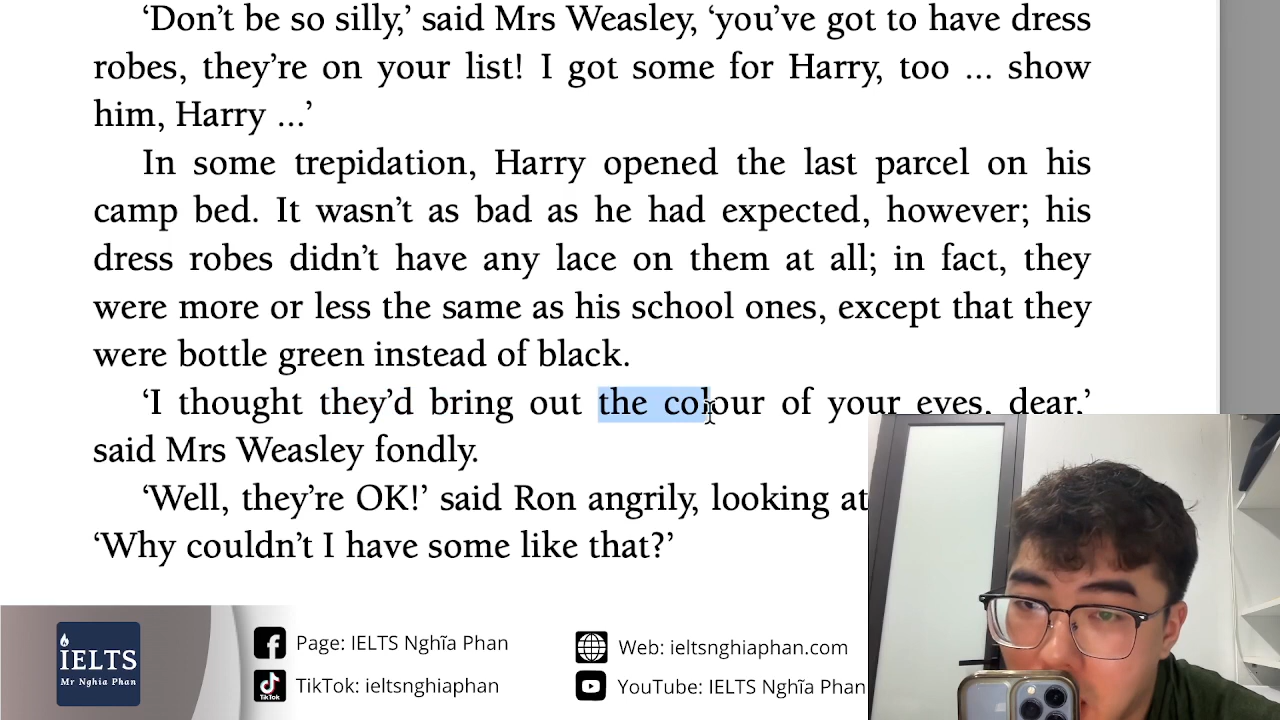 ‘Don’t be so silly,’ said Mrs Weasley, ‘you’ve got to have dress
robes, they’re on your list! I got some for Harry, too ... show
him, Harry ...’
In some trepidation, Harry opened the last parcel on his
camp bed. It wasn’t as bad as he had expected, however; his
dress robes didn’t have any lace on them at all; in fact, they
were more or less the same as his school ones, except that they
were bottle green instead of black.
‘I thought they’d bring out the colour of your eyes, dear,’
said Mrs Weasley fondly.
‘Well, they’re OK!’ said Ron angrily, looking at
‘Why couldn’t I have some like that?’
IELTS
Mr Nghia Phan
Page: IELTS Nghĩa Phan
TikTok
TikTok: ieltsnghiaphan
Web: ieltsnghiaphan.com
YouTube: IELTS Nghĩa Phan